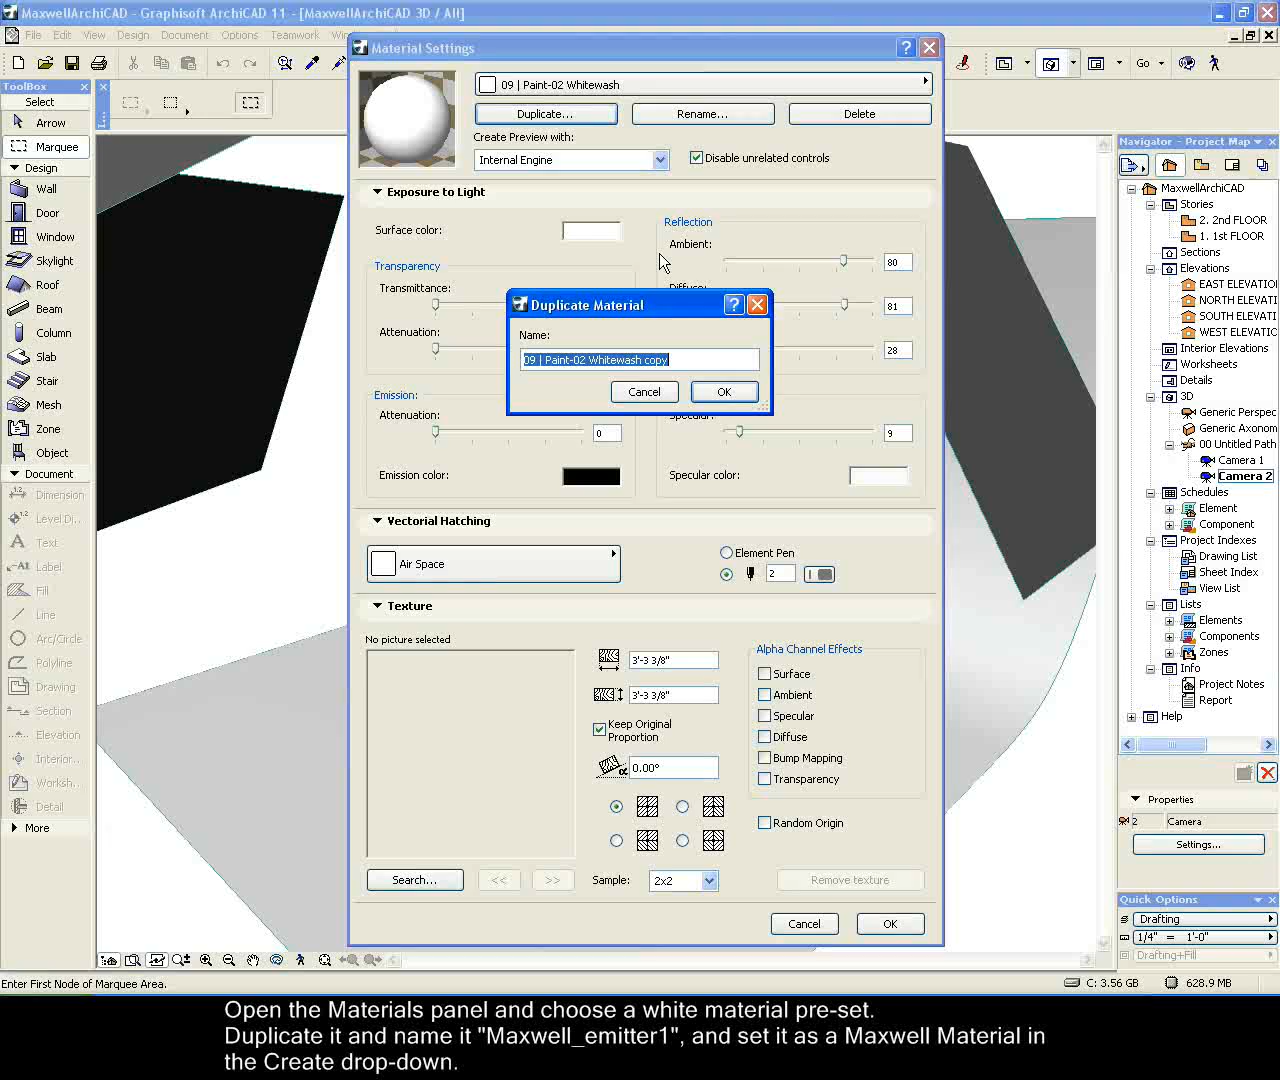 MaxwellArchiCAD - Graphisoft ArchiCAD 11 - [MaxwellArchiCAD 3D / All]
File Edit View Design Document Options Teamwork
Go
ToolBox
Select
Arrow
Marquee
Design
Wall
Door
Window
Skylight
Roof
Beam
Column
Slab
Stair
Mesh
Zone
Object
Document
Dimension
Level Di...
Text
Label
Fill
Line
Arc/Circle
Polyline
Drawing
Section
Elevation
Interior...
Worksh...
Detail
More
Material Settings
09 | Paint-02 Whitewash
Duplicate... Rename... Delete
Create Preview with:
Internal Engine
Disable unrelated controls
Exposure to Light
Surface color:
Transparency
Transmittance:
Attenuation:
Reflection
Ambient: 80
Diffuse: 81
28
Duplicate Material
Name:
09 | Paint-02 Whitewash copy
Cancel OK
Emission:
Attenuation: 0
Emission color:
Specular: 9
Specular color:
Vectorial Hatching
Air Space
Element Pen
2
Texture
No picture selected
3'-3 3/8"
3'-3 3/8"
Keep Original
Proportion
0.00°
Alpha Channel Effects
Surface
Ambient
Specular
Diffuse
Bump Mapping
Transparency
Random Origin
Search... << >> Sample: 2x2 Remove texture
Cancel OK
Navigator - Project Map
MaxwellArchiCAD
Stories
2. 2nd FLOOR
1. 1st FLOOR
Sections
Elevations
EAST ELEVATIO
NORTH ELEVAT
SOUTH ELEVATI
WEST ELEVATIO
Interior Elevations
Worksheets
Details
3D
Generic Perspec
Generic Axonom
00 Untitled Path
Camera 1
Camera 2
Schedules
Element
Component
Project Indexes
Drawing List
Sheet Index
View List
Lists
Elements
Components
Zones
Info
Project Notes
Report
Help
Properties
2 Camera
Settings...
Quick Options
Drafting
1/4" = 1'-0"
Drafting+Fill
Enter First Node of Marquee Area.
C: 3.56 GB 628.9 MB
Open the Materials panel and choose a white material pre-set.
Duplicate it and name it "Maxwell_emitter1", and set it as a Maxwell Material in
the Create drop-down.